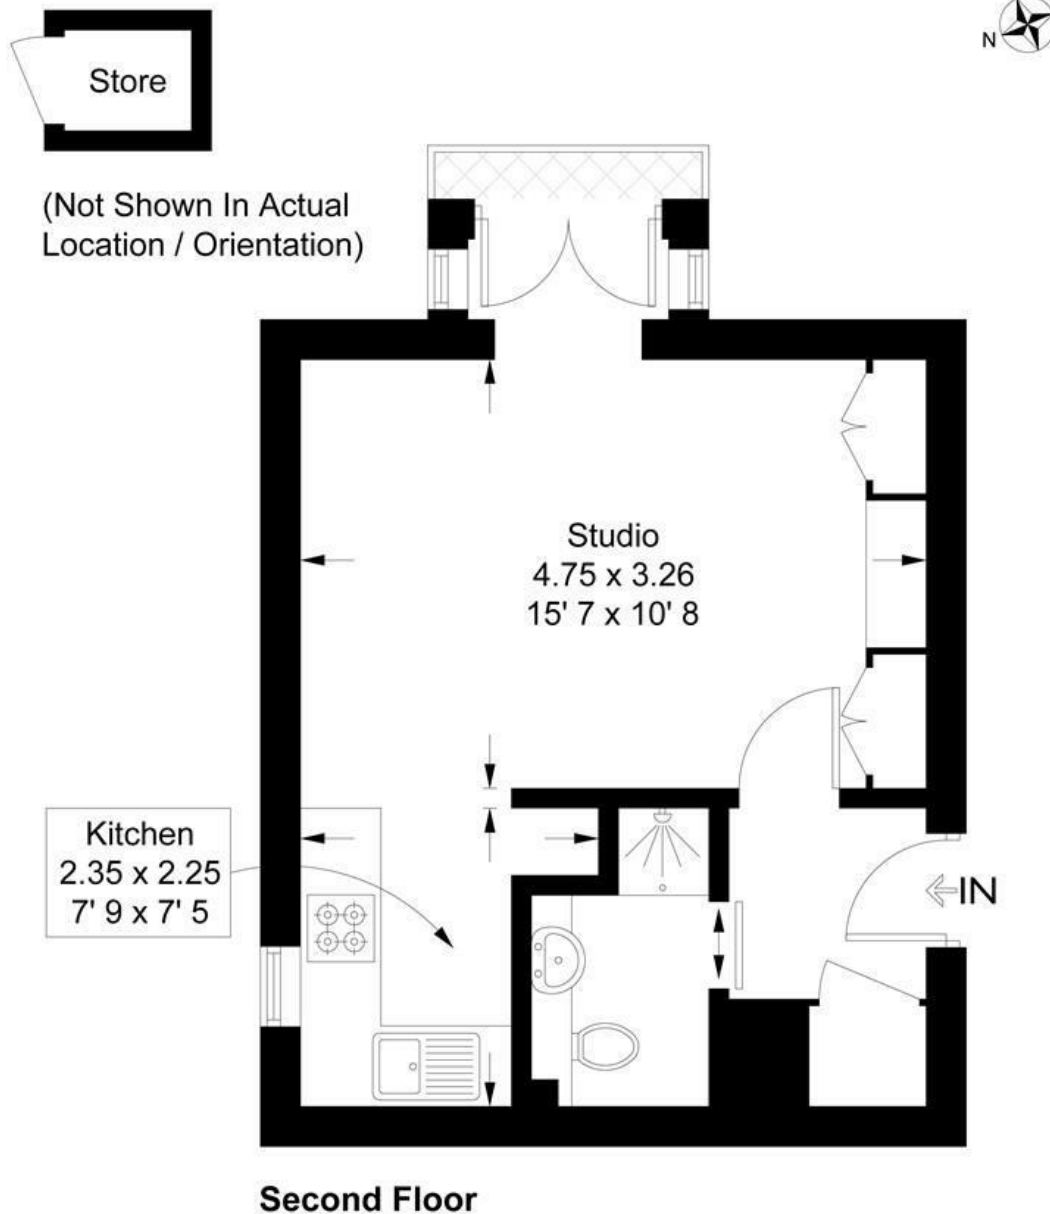 Store
N
(Not Shown In Actual
Location / Orientation)
Studio
4.75 x 3.26
15' 7 x 10' 8
Kitchen
2.35 x 2.25
7' 9 x 7' 5
IN
Second Floor